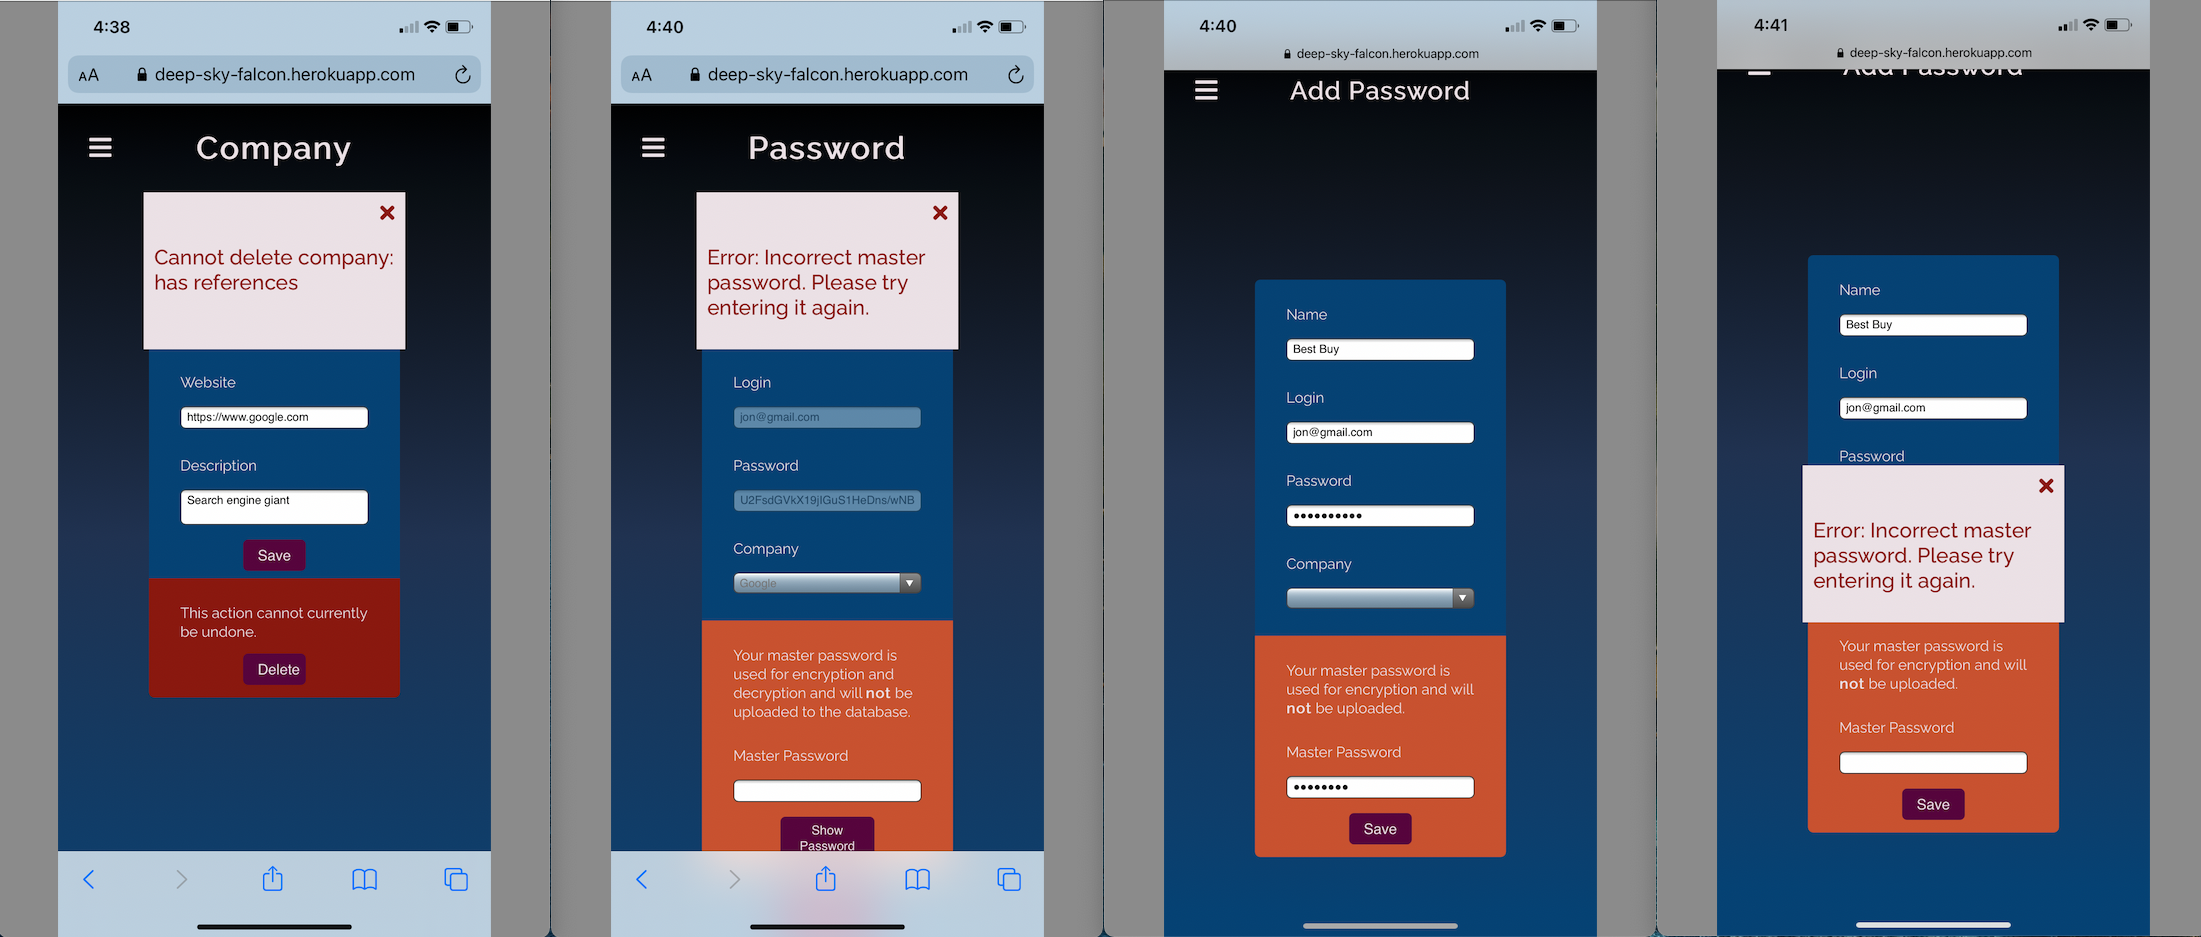 4:38
AA deep-sky-falcon.herokuapp.com
Company
Cannot delete company:
has references
Website
https://www.google.com
Description
Search engine giant
Save
This action cannot currently
be undone.
Delete
4:40
AA deep-sky-falcon.herokuapp.com
Password
Error: Incorrect master
password. Please try
entering it again.
Login
jon@gmail.com
Password
U2FsdGVkX19jIGuS1HeDns/wNB
Company
Google
Your master password is
used for encryption and
decryption and will not be
uploaded to the database.
Master Password
Show
Password
4:40
deep-sky-falcon.herokuapp.com
Add Password
Name
Best Buy
Login
jon@gmail.com
Password
••••••••••
Company
Your master password is
used for encryption and will
not be uploaded.
Master Password
••••••••
Save
4:41
deep-sky-falcon.herokuapp.com
Add Password
Name
Best Buy
Login
jon@gmail.com
Password
Error: Incorrect master
password. Please try
entering it again.
Your master password is
used for encryption and will
not be uploaded.
Master Password
Save